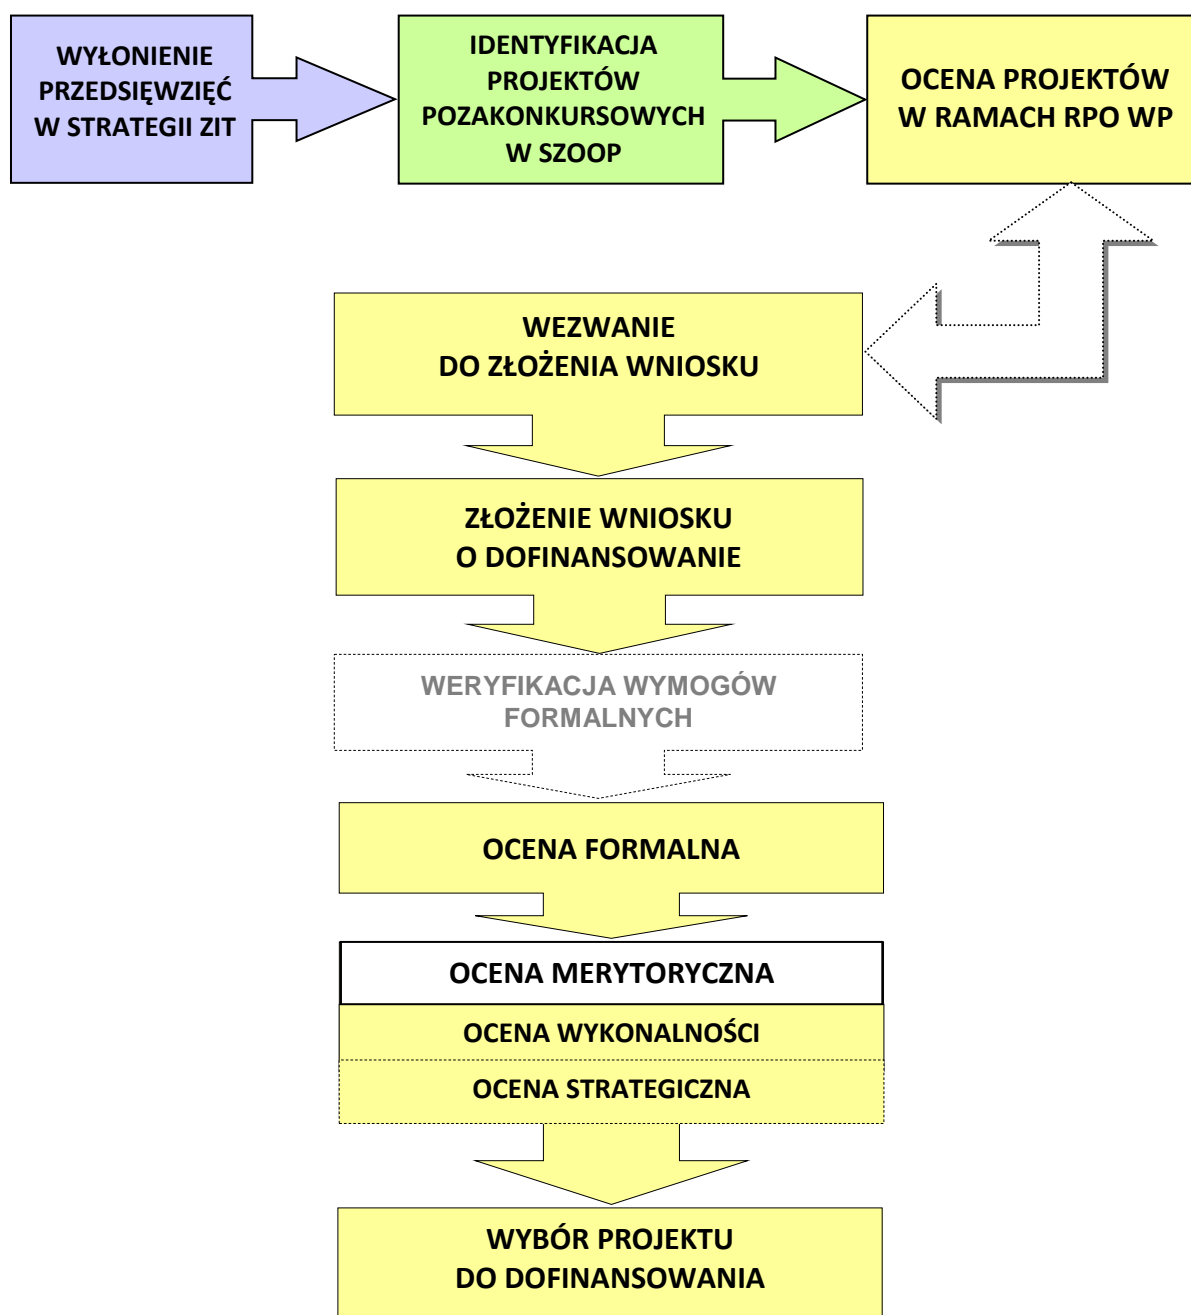 WYŁONIENIE
PRZEDSIĘWZIĘĆ
W STRATEGII ZIT
IDENTYFIKACJA
PROJEKTÓW
POZAKONKURSOWYCH
W SZOOP
OCENA PROJEKTÓW
W RAMACH RPO WP
WEZWANIE
DO ZŁOŻENIA WNIOSKU
ZŁOŻENIE WNIOSKU
O DOFINANSOWANIE
WERYFIKACJA WYMOGÓW
FORMALNYCH
OCENA FORMALNA
OCENA MERYTORYCZNA
OCENA WYKONALNOŚCI
OCENA STRATEGICZNA
WYBÓR PROJEKTU
DO DOFINANSOWANIA